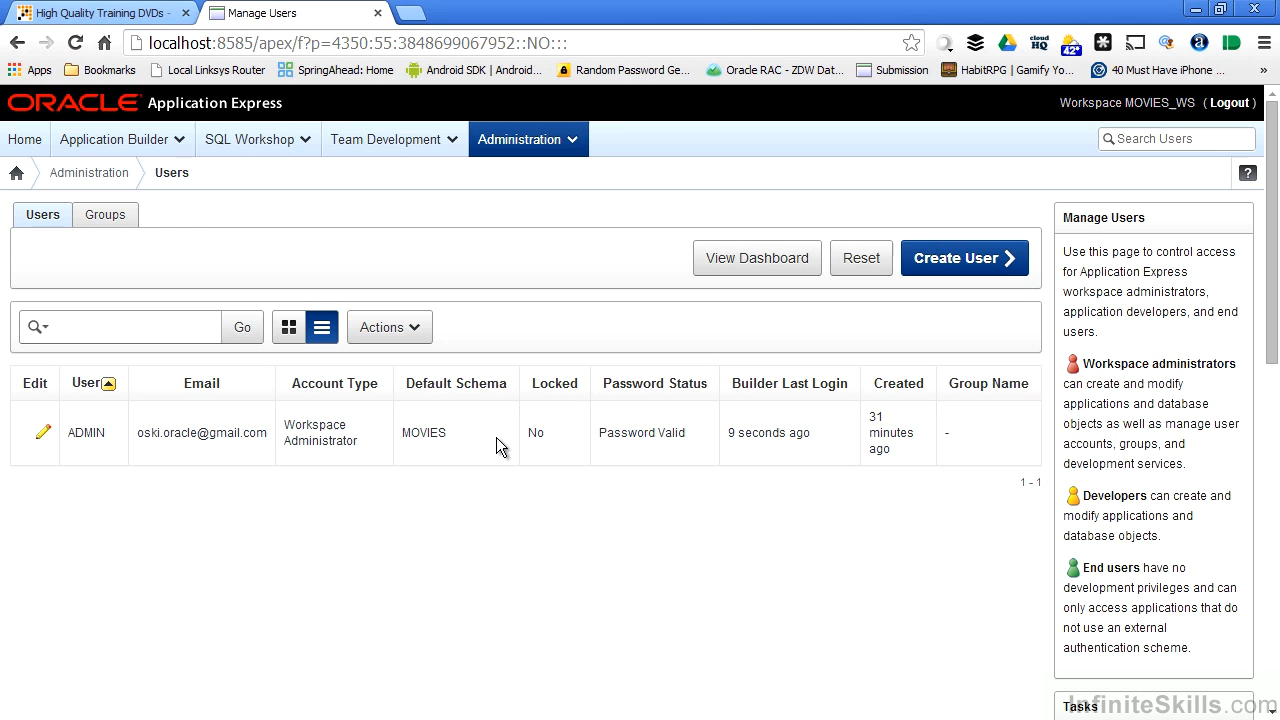 High Quality Training DVDs -
Manage Users
localhost:8585/apex/f?p=4350:55:3848699067952::NO:::
42°
Apps
Bookmarks
Local Linksys Router
SpringAhead: Home
Android SDK | Android...
Random Password Ge...
Oracle RAC - ZDW Dat...
Submission
HabitRPG | Gamify Yo...
40 Must Have iPhone ...
ORACLE Application Express
Workspace MOVIES_WS ( Logout )
Home
Application Builder
SQL Workshop
Team Development
Administration
Search Users
Administration
Users
?
Users
Groups
View Dashboard
Reset
Create User
Go
Actions
Edit
User
Email
Account Type
Default Schema
Locked
Password Status
Builder Last Login
Created
Group Name
ADMIN
oski.oracle@gmail.com
Workspace
Administrator
MOVIES
No
Password Valid
9 seconds ago
31
minutes
ago
-
1 - 1
Manage Users
Use this page to control access
for Application Express
workspace administrators,
application developers, and end
users.
Workspace administrators
can create and modify
applications and database
objects as well as manage user
accounts, groups, and
development services.
Developers can create and
modify applications and
database objects.
End users have no
development privileges and can
only access applications that do
not use an external
authentication scheme.
Tasks
InfiniteSkills.com